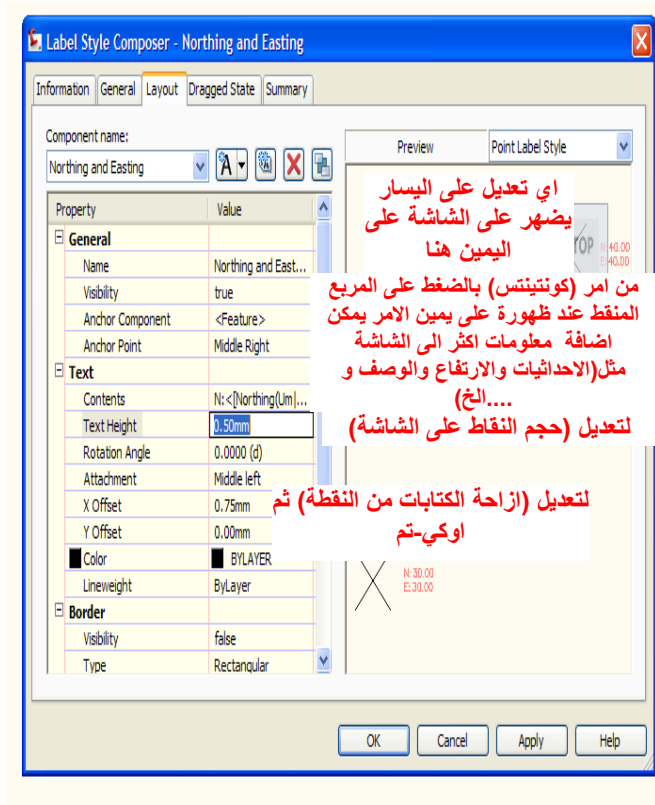 Label Style Composer - Northing and Easting
Information General Layout Dragged State Summary
Component name:
Northing and Easting
Preview Point Label Style
Property Value
General
Name Northing and East...
Visibility true
Anchor Component <Feature>
Anchor Point Middle Right
Text
Contents N:<[Northing(Um|...
Text Height 0.50mm
Rotation Angle 0.0000 (d)
Attachment Middle left
X Offset 0.75mm
Y Offset 0.00mm
Color BYLAYER
Lineweight ByLayer
Border
Visibility false
Type Rectangular
اي تعديل على اليسار
يضهر على الشاشة على
اليمين هنا
40.00
40.00
من امر (كونتينتس) بالضغط على المربع
المنقط عند ظهورة على يمين الامر يمكن
اضافة معلومات اكثر الى الشاشة
مثل(الاحداثيات والارتفاع والوصف و
....الخ)
لتعديل (حجم النقاط على الشاشة)
لتعديل (ازاحة الكتابات من النقطة) ثم
اوكي-تم
N: 30.00
E: 30.00
OK Cancel Apply Help